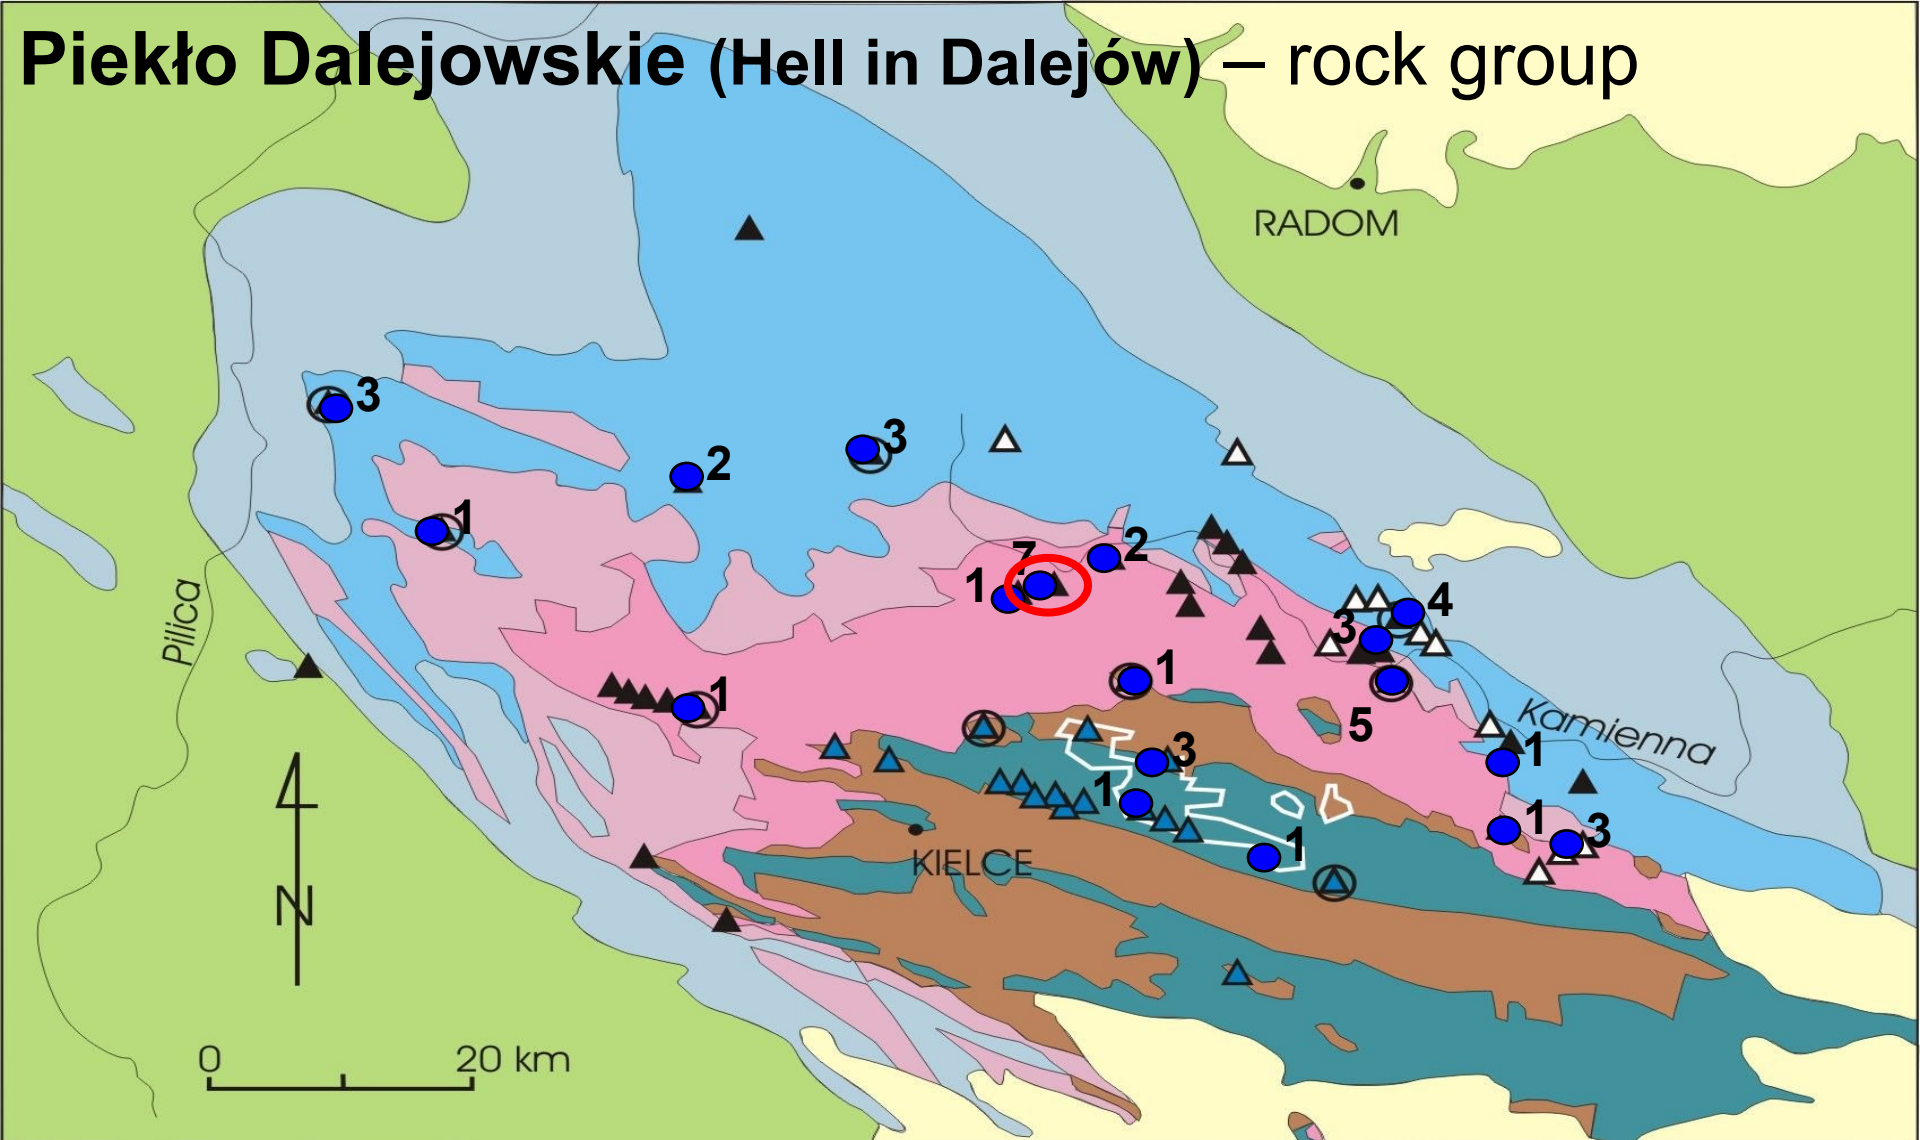 Piekło Dalejowskie (Hell in Dalejów) – rock group
RADOM
3
3
2
1
7
2
1
4
3
1
1
5
Pilica
Kamienna
3
1
1
1
3
1
KIELCE
N
0 20 km